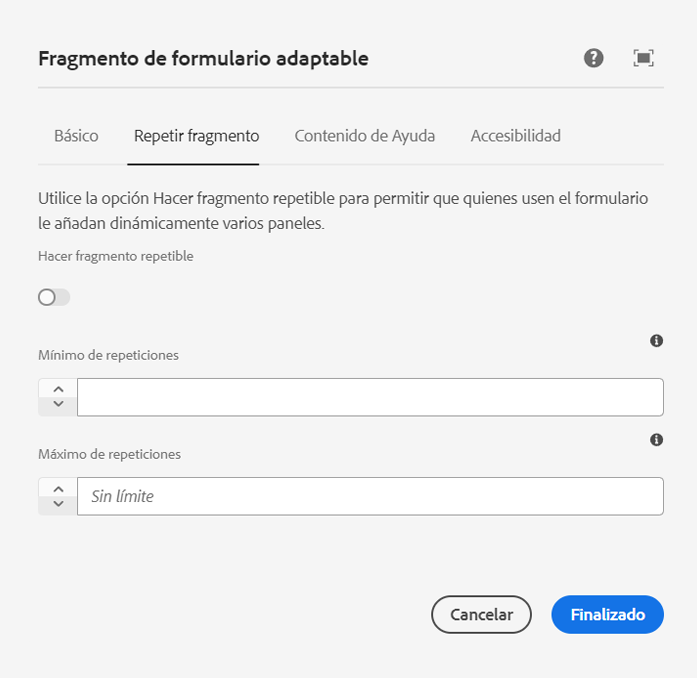 Fragmento de formulario adaptable
Básico Repetir fragmento Contenido de Ayuda Accesibilidad
Utilice la opción Hacer fragmento repetible para permitir que quienes usen el formulario
le añadan dinámicamente varios paneles.
Hacer fragmento repetible
Mínimo de repeticiones
Máximo de repeticiones
Sin límite
Cancelar Finalizado